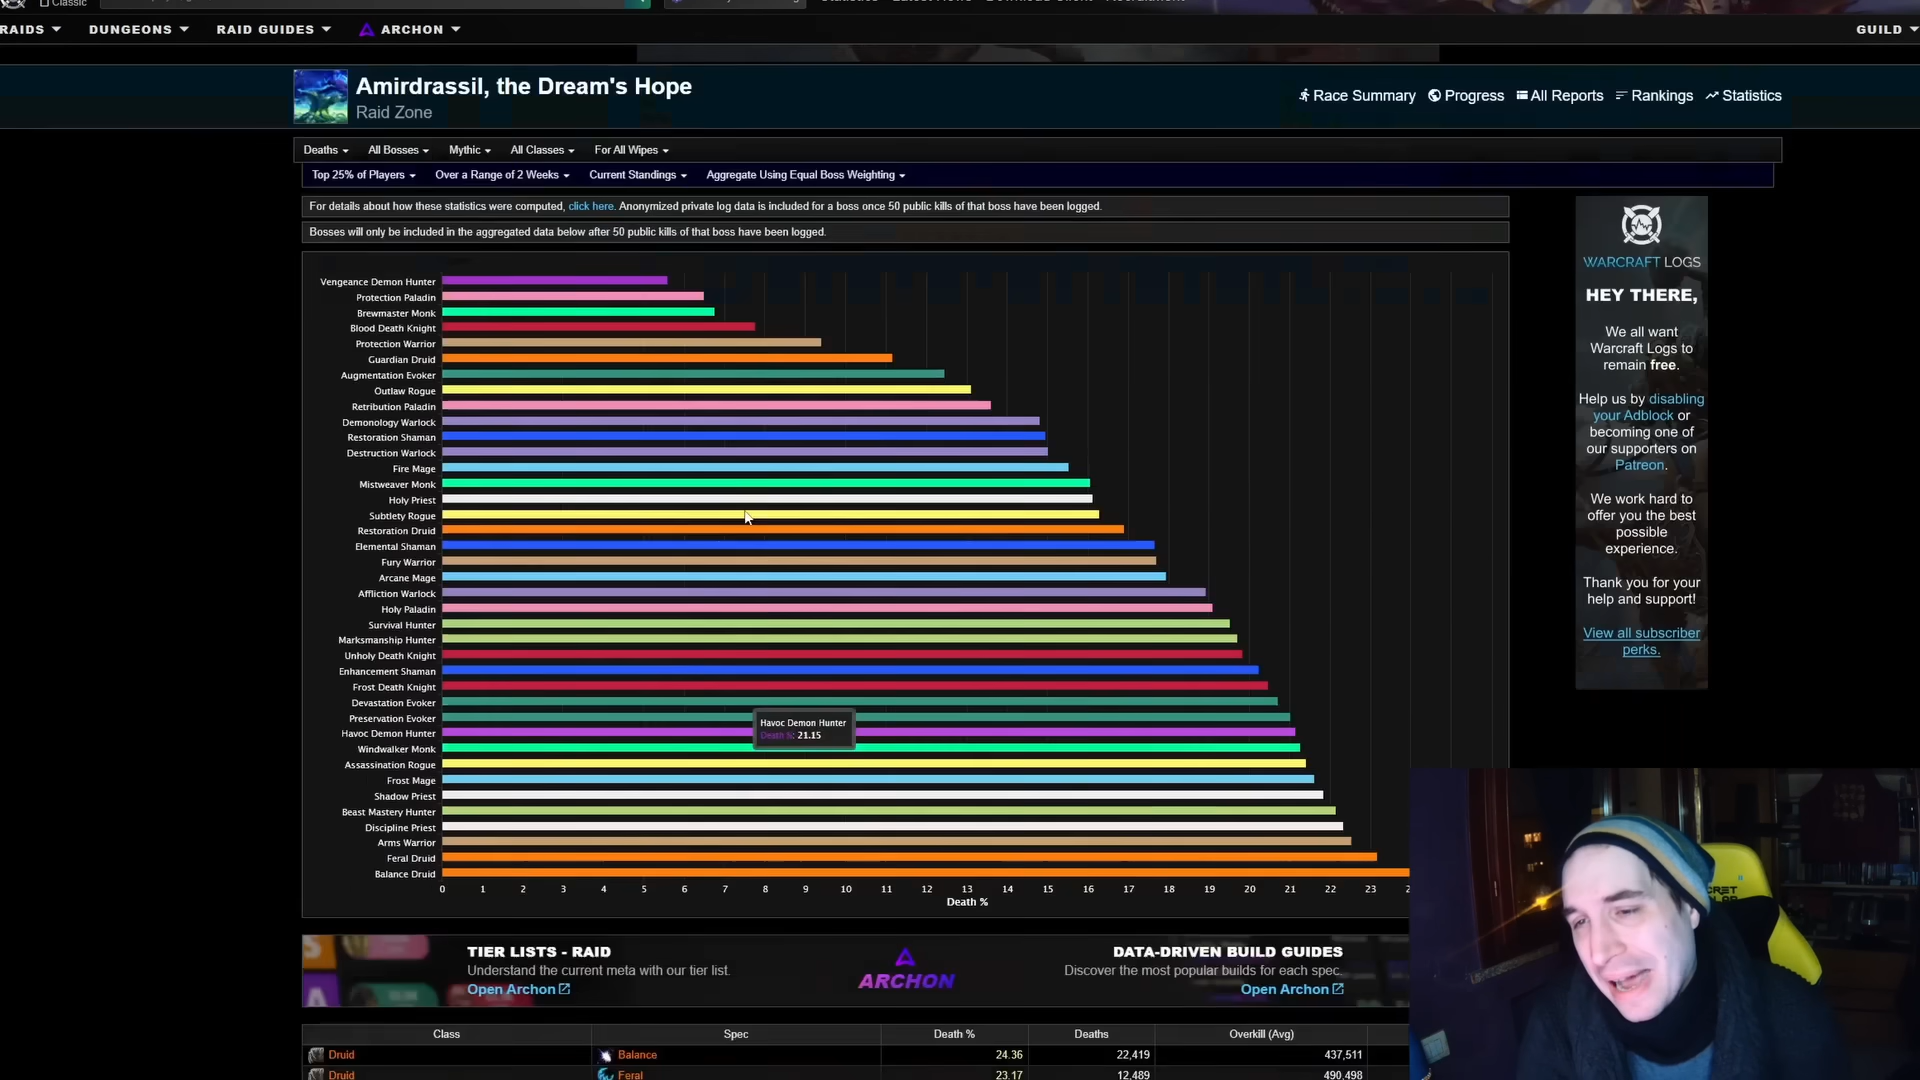 Classic
RAIDS
DUNGEONS
RAID GUIDES
ARCHON
GUILD
Amirdrassil, the Dream's Hope
Raid Zone
Race Summary
Progress
All Reports
Rankings
Statistics
Deaths
All Bosses
Mythic
All Classes
For All Wipes
Top 25% of Players
Over a Range of 2 Weeks
Current Standings
Aggregate Using Equal Boss Weighting
For details about how these statistics were computed, click here. Anonymized private log data is included for a boss once 50 public kills of that boss have been logged.
Bosses will only be included in the aggregated data below after 50 public kills of that boss have been logged.
Vengeance Demon Hunter
Protection Paladin
Brewmaster Monk
Blood Death Knight
Protection Warrior
Guardian Druid
Augmentation Evoker
Outlaw Rogue
Retribution Paladin
Demonology Warlock
Restoration Shaman
Destruction Warlock
Fire Mage
Mistweaver Monk
Holy Priest
Subtlety Rogue
Restoration Druid
Elemental Shaman
Fury Warrior
Arcane Mage
Affliction Warlock
Holy Paladin
Survival Hunter
Marksmanship Hunter
Unholy Death Knight
Enhancement Shaman
Frost Death Knight
Devastation Evoker
Preservation Evoker
Havoc Demon Hunter
Windwalker Monk
Assassination Rogue
Frost Mage
Shadow Priest
Beast Mastery Hunter
Discipline Priest
Arms Warrior
Feral Druid
Balance Druid
Havoc Demon Hunter
Death %: 21.15
0 1 2 3 4 5 6 7 8 9 10 11 12 13 14 15 16 17 18 19 20 21 22 23
Death %
WARCRAFT LOGS
HEY THERE,
We all want
Warcraft Logs to
remain free.
Help us by disabling
your Adblock or
becoming one of
our supporters on
Patreon.
We work hard to
offer you the best
possible
experience.
Thank you for your
help and support!
View all subscriber
perks.
TIER LISTS - RAID
Understand the current meta with our tier list.
Open Archon
ARCHON
DATA-DRIVEN BUILD GUIDES
Discover the most popular builds for each spec.
Open Archon
Class Spec Death % Deaths Overkill (Avg)
Druid Balance 24.36 22,419 437,511
Druid Feral 23.17 12,489 490,498